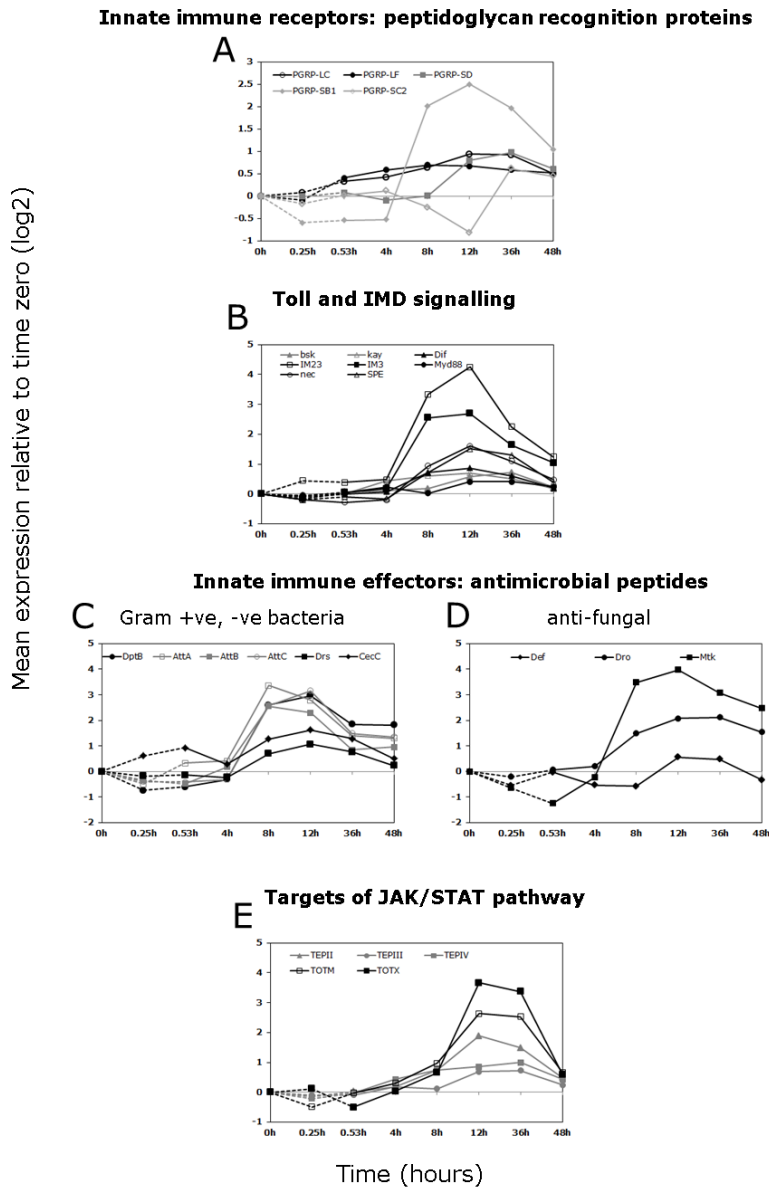 Innate immune receptors: peptidoglycan recognition proteins
A
PGRP-LC PGRP-LF PGRP-SD
PGRP-SB1 PGRP-SC2
3
2.5
2
1.5
1
0.5
0
-0.5
-1
0h 0.25h 0.53h 4h 8h 12h 36h 48h
Toll and IMD signalling
B
bsk kay Dif
IM23 IM3 Myd88
nec SPE
5
4
3
2
1
0
-1
0h 0.25h 0.53h 4h 8h 12h 36h 48h
Mean expression relative to time zero (log2)
Innate immune effectors: antimicrobial peptides
C
Gram +ve, -ve bacteria
DptB AttA AttB AttC Drs CecC
5
4
3
2
1
0
-1
-2
0h 0.25h 0.53h 4h 8h 12h 36h 48h
D
anti-fungal
Def Dro Mtk
5
4
3
2
1
0
-1
-2
0h 0.25h 0.53h 4h 8h 12h 36h 48h
Targets of JAK/STAT pathway
E
TEPII TEPIII TEPIV
TOTM TOTX
5
4
3
2
1
0
-1
0h 0.25h 0.53h 4h 8h 12h 36h 48h
Time (hours)